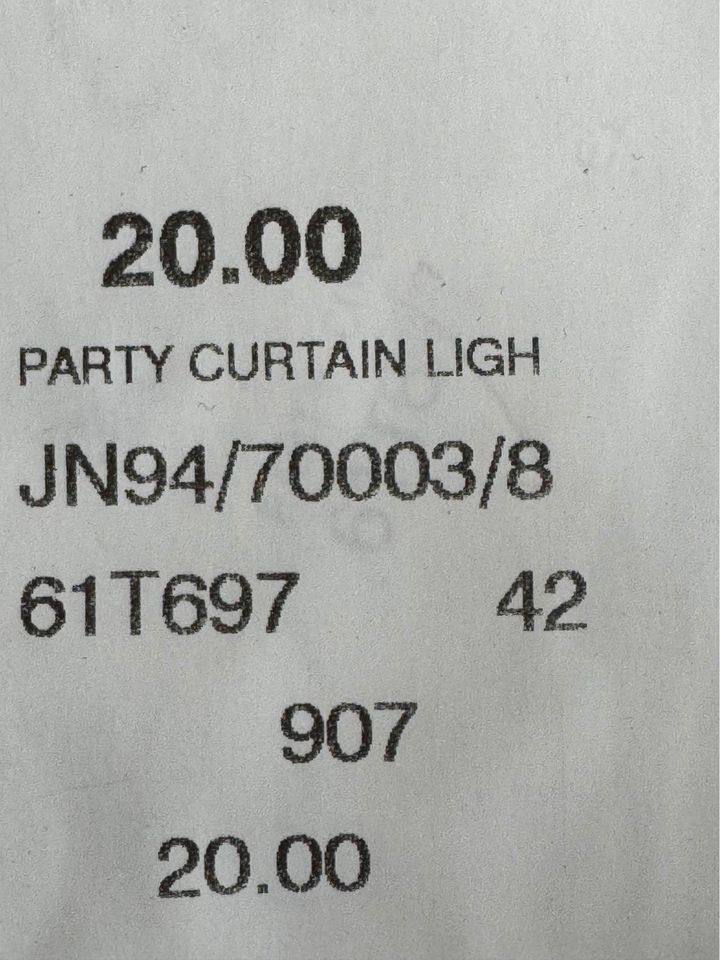 20.00
PARTY CURTAIN LIGH
JN94/70003/8
61T697 42
907
20.00